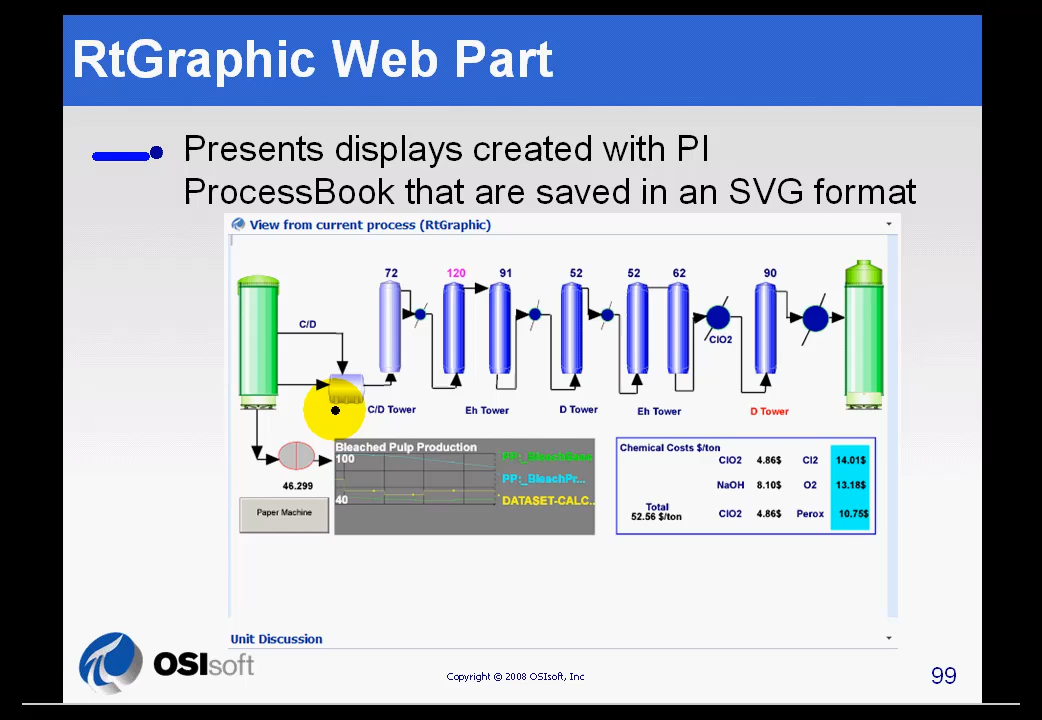 RtGraphic Web Part
Presents displays created with PI
ProcessBook that are saved in an SVG format
View from current process (RtGraphic)
72 120 91 52 52 62 90
C/D
ClO2
C/D Tower Eh Tower D Tower Eh Tower D Tower
Bleached Pulp Production
100
40
PP:_BleachBase
PP:_BleachPr...
DATASET-CALC..
46.299
Paper Machine
Chemical Costs $/ton
ClO2 4.86$ Cl2 14.01$
NaOH 8.10$ O2 13.18$
Total
52.56 $/ton
ClO2 4.86$ Perox 10.75$
Unit Discussion
OSIsoft
Copyright © 2008 OSIsoft, Inc
99